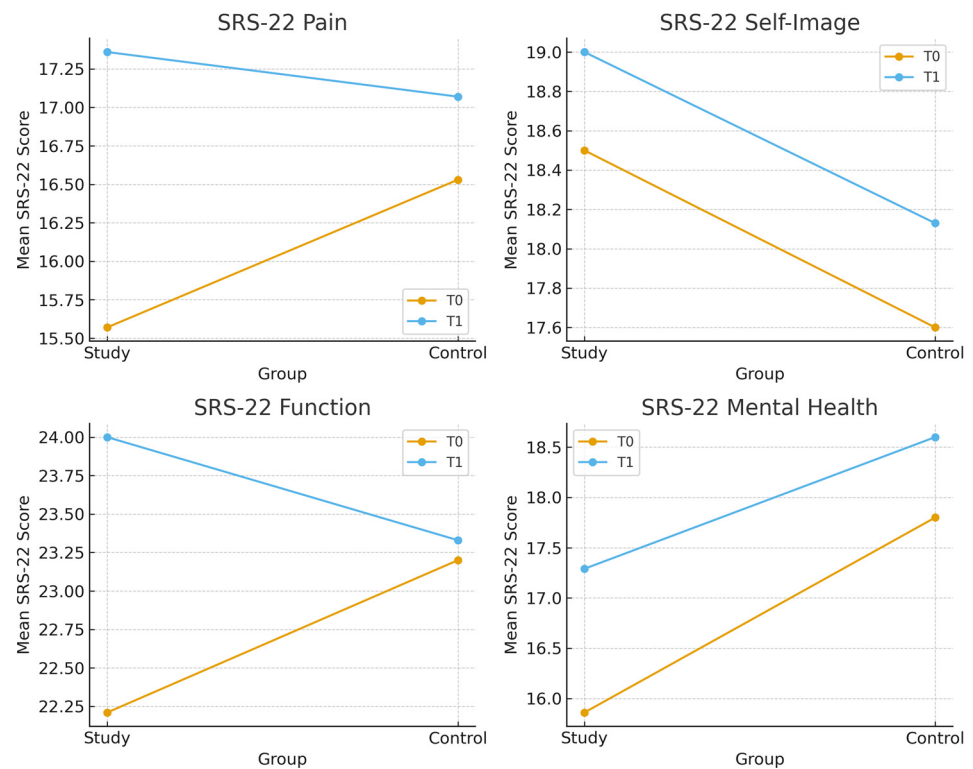 SRS-22 Pain
Mean SRS-22 Score
17.25
17.00
16.75
16.50
16.25
16.00
15.75
15.50
T0
T1
Study
Control
Group
SRS-22 Self-Image
Mean SRS-22 Score
19.0
18.8
18.6
18.4
18.2
18.0
17.8
17.6
T0
T1
Study
Control
Group
SRS-22 Function
Mean SRS-22 Score
24.00
23.75
23.50
23.25
23.00
22.75
22.50
22.25
T0
T1
Study
Control
Group
SRS-22 Mental Health
Mean SRS-22 Score
18.5
18.0
17.5
17.0
16.5
16.0
T0
T1
Study
Control
Group